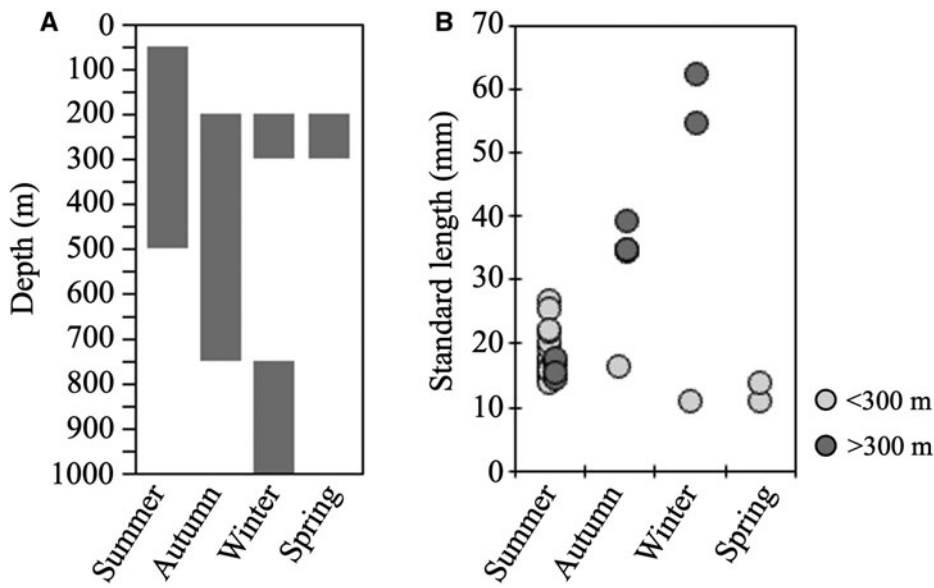 A
Depth (m)
0
100
200
300
400
500
600
700
800
900
1000
Summer
Autumn
Winter
Spring
B
Standard length (mm)
70
60
50
40
30
20
10
0
Summer
Autumn
Winter
Spring
<300 m
>300 m